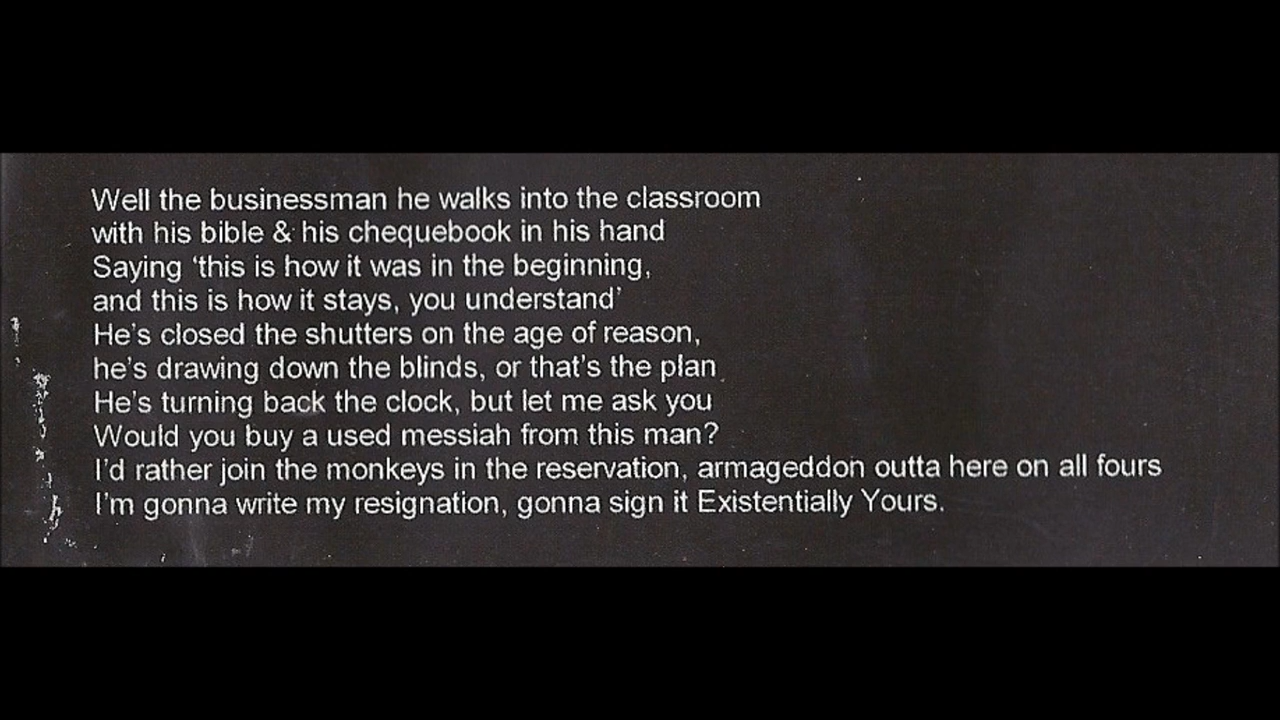 Well the businessman he walks into the classroom
with his bible & his chequebook in his hand
Saying ‘this is how it was in the beginning,
and this is how it stays, you understand’
He’s closed the shutters on the age of reason,
he’s drawing down the blinds, or that’s the plan
He’s turning back the clock, but let me ask you
Would you buy a used messiah from this man?
I’d rather join the monkeys in the reservation, armageddon outta here on all fours
I’m gonna write my resignation, gonna sign it Existentially Yours.